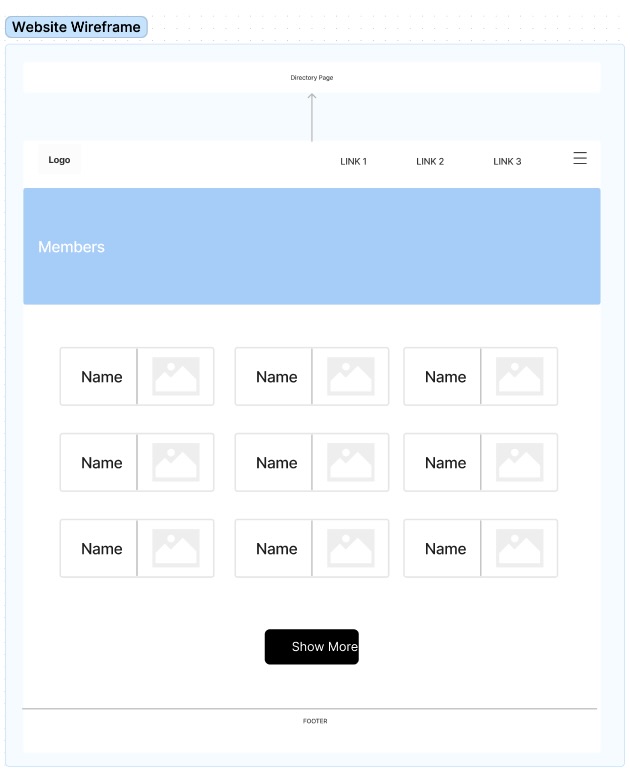 Website Wireframe
Directory Page
Logo LINK 1 LINK 2 LINK 3
Members
Name Name Name
Name Name Name
Name Name Name
Show More
FOOTER